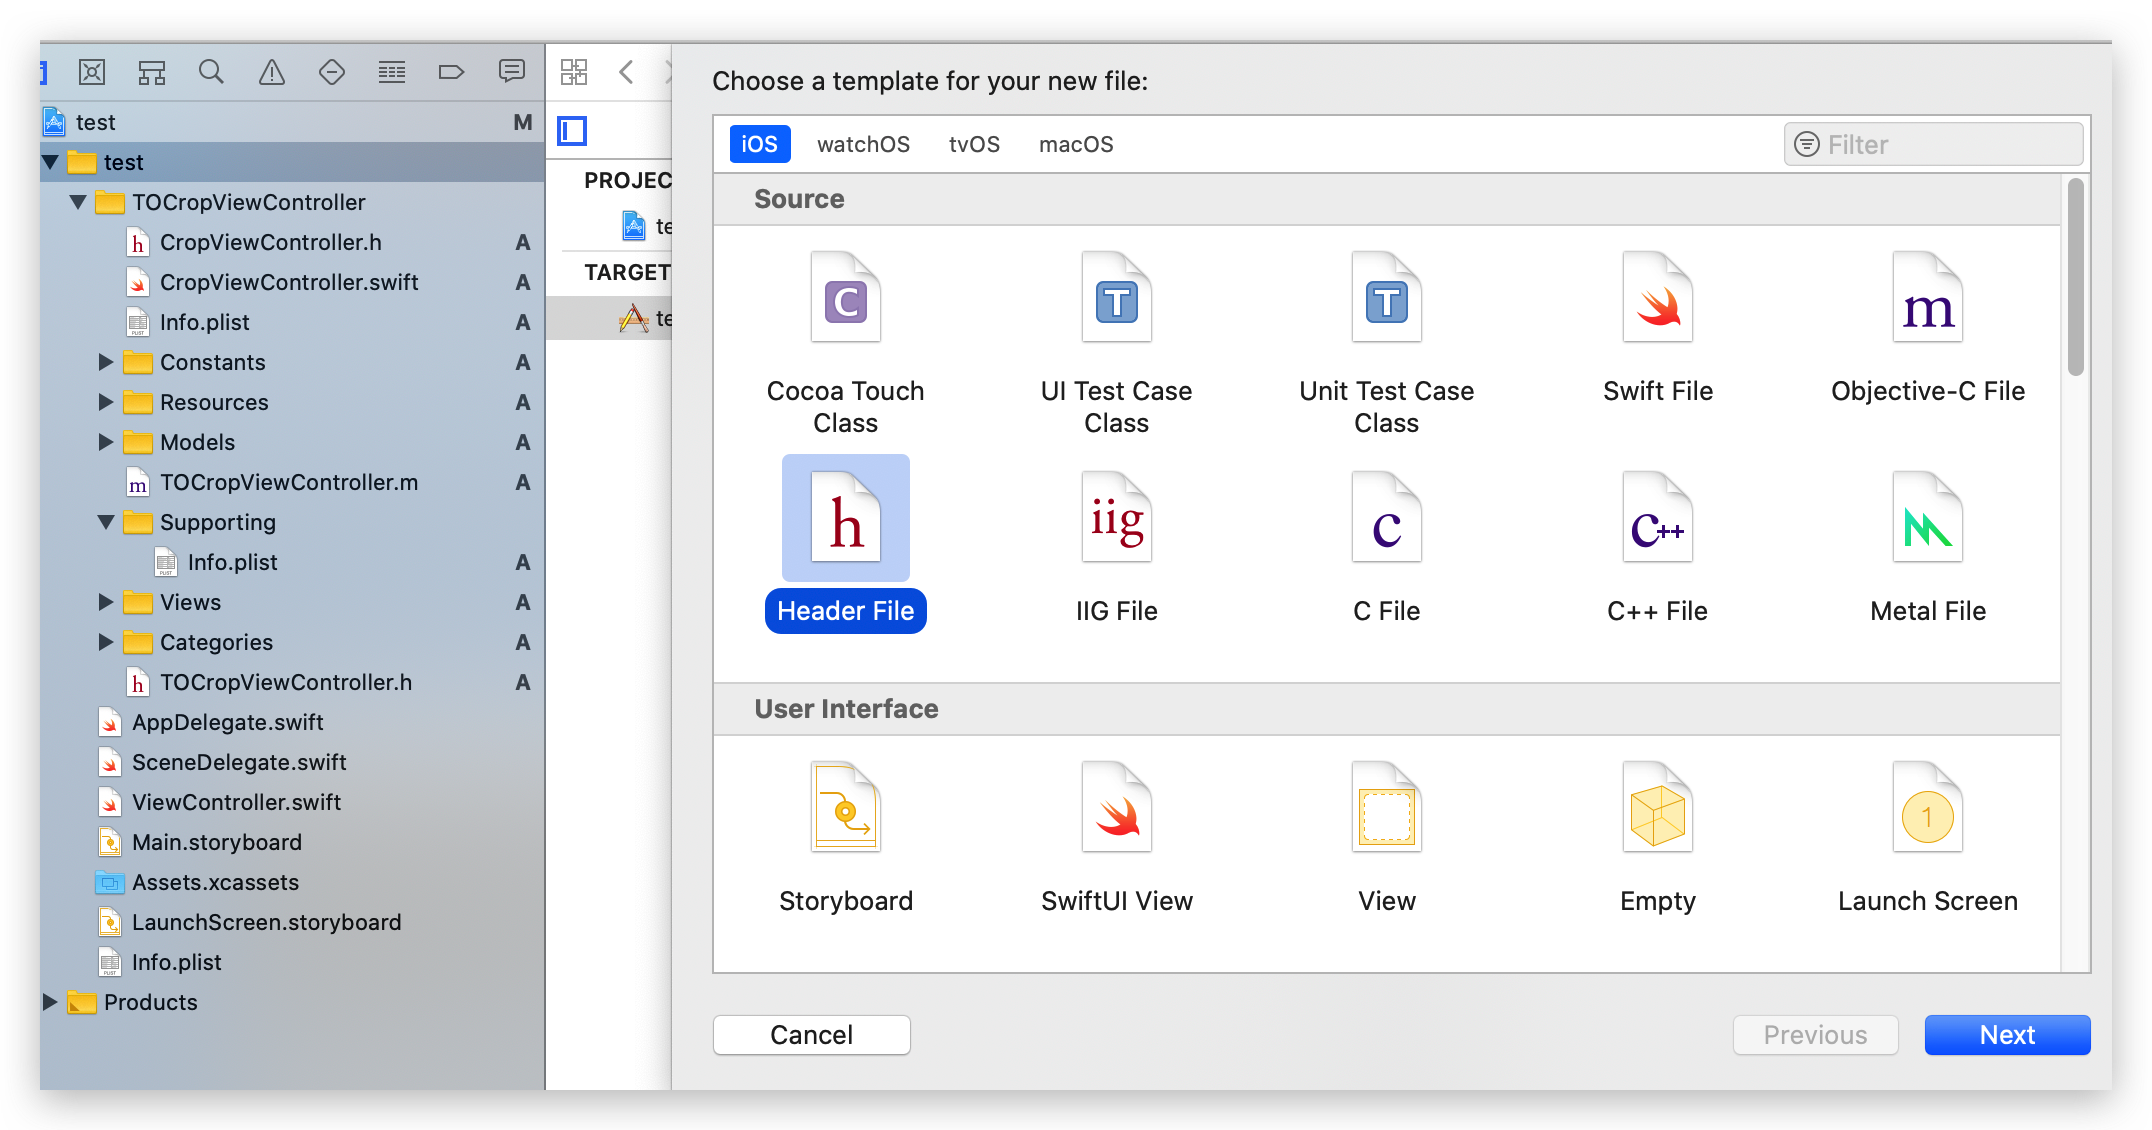 test M
test
TOCropViewController
CropViewController.h A
CropViewController.swift A
Info.plist A
Constants A
Resources A
Models A
TOCropViewController.m A
Supporting
Info.plist A
Views A
Categories A
TOCropViewController.h A
AppDelegate.swift
SceneDelegate.swift
ViewController.swift
Main.storyboard
Assets.xcassets
LaunchScreen.storyboard
Info.plist
Products
PROJEC
te
TARGET
te
Choose a template for your new file:
iOS watchOS tvOS macOS
Filter
Source
Cocoa Touch Class
UI Test Case Class
Unit Test Case Class
Swift File
Objective-C File
Header File
IIG File
C File
C++ File
Metal File
User Interface
Storyboard
SwiftUI View
View
Empty
Launch Screen
Cancel
Previous
Next